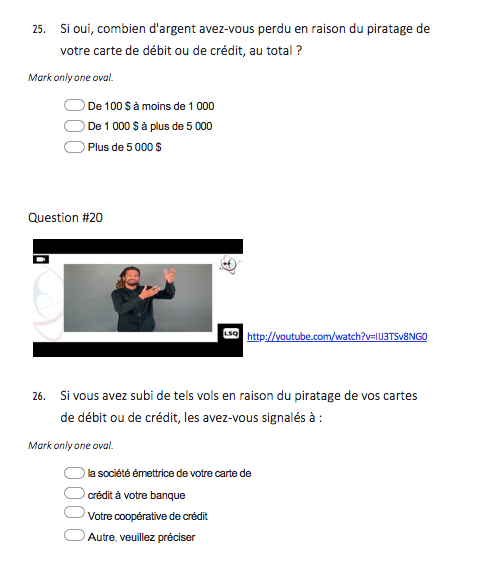 25. Si oui, combien d'argent avez-vous perdu en raison du piratage de
votre carte de débit ou de crédit, au total ?
Mark only one oval.
De 100 $ à moins de 1 000
De 1 000 $ à plus de 5 000
Plus de 5 000 $
Question #20
LSQ
http://youtube.com/watch?v=IU3TSv8NG0
26. Si vous avez subi de tels vols en raison du piratage de vos cartes
de débit ou de crédit, les avez-vous signalés à :
Mark only one oval.
la société émettrice de votre carte de
crédit à votre banque
Votre coopérative de crédit
Autre, veuillez préciser